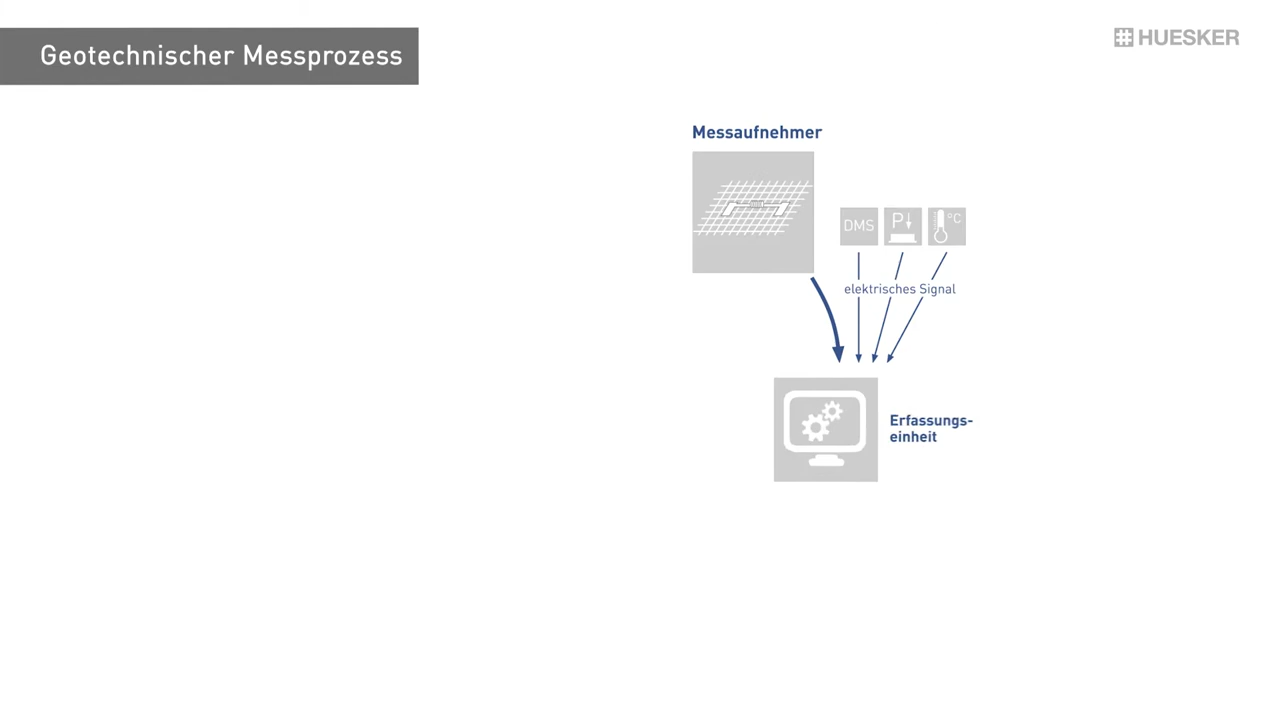 Geotechnischer Messprozess
HUESKER
Messaufnehmer
DMS
P
°C
elektrisches Signal
Erfassungs-
einheit